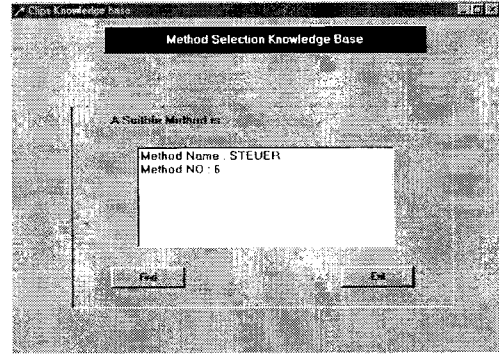 Clips Knowledge Base
Method Selection Knowledge Base
A Suitble Method is
Method Name : STEUER
Method NO : 6
Find
Exit